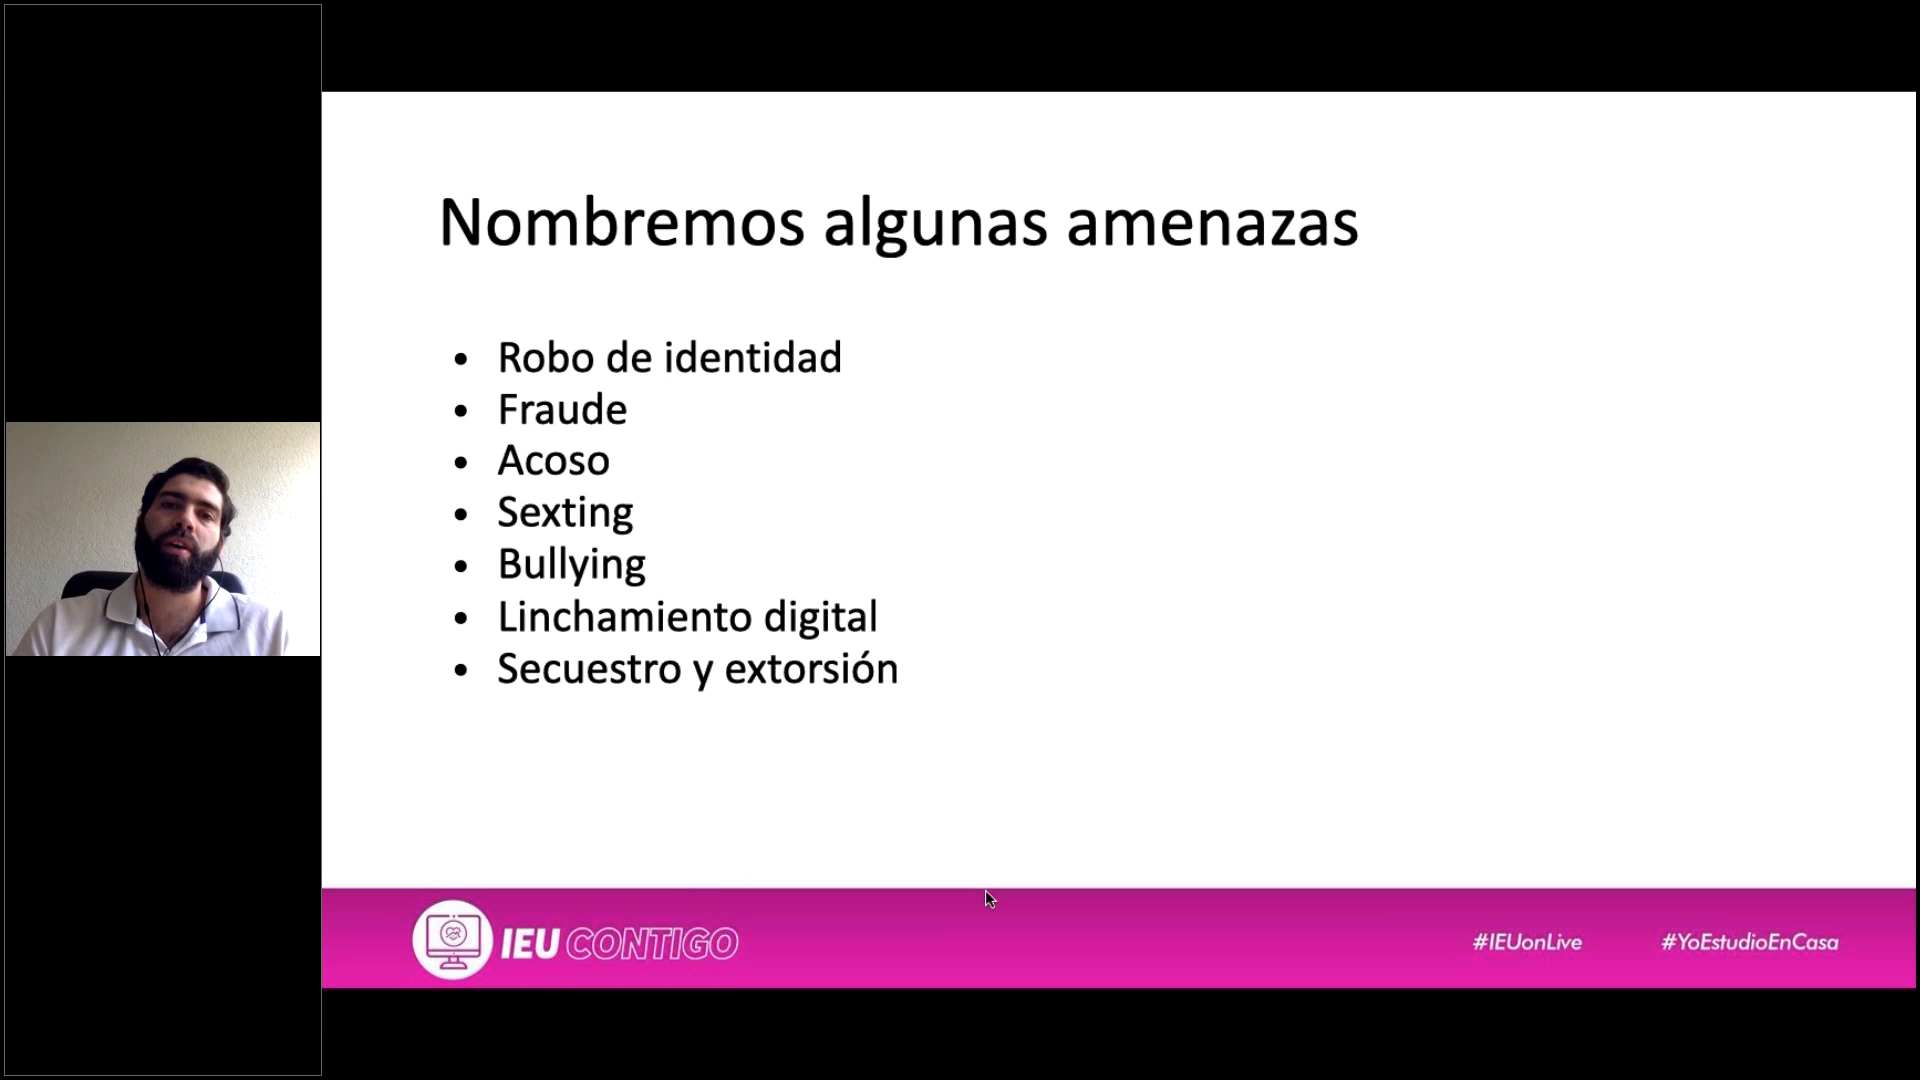 Nombremos algunas amenazas
• Robo de identidad
• Fraude
• Acoso
• Sexting
• Bullying
• Linchamiento digital
• Secuestro y extorsión
IEU CONTIGO
#IEUonLive
#YoEstudioEnCasa